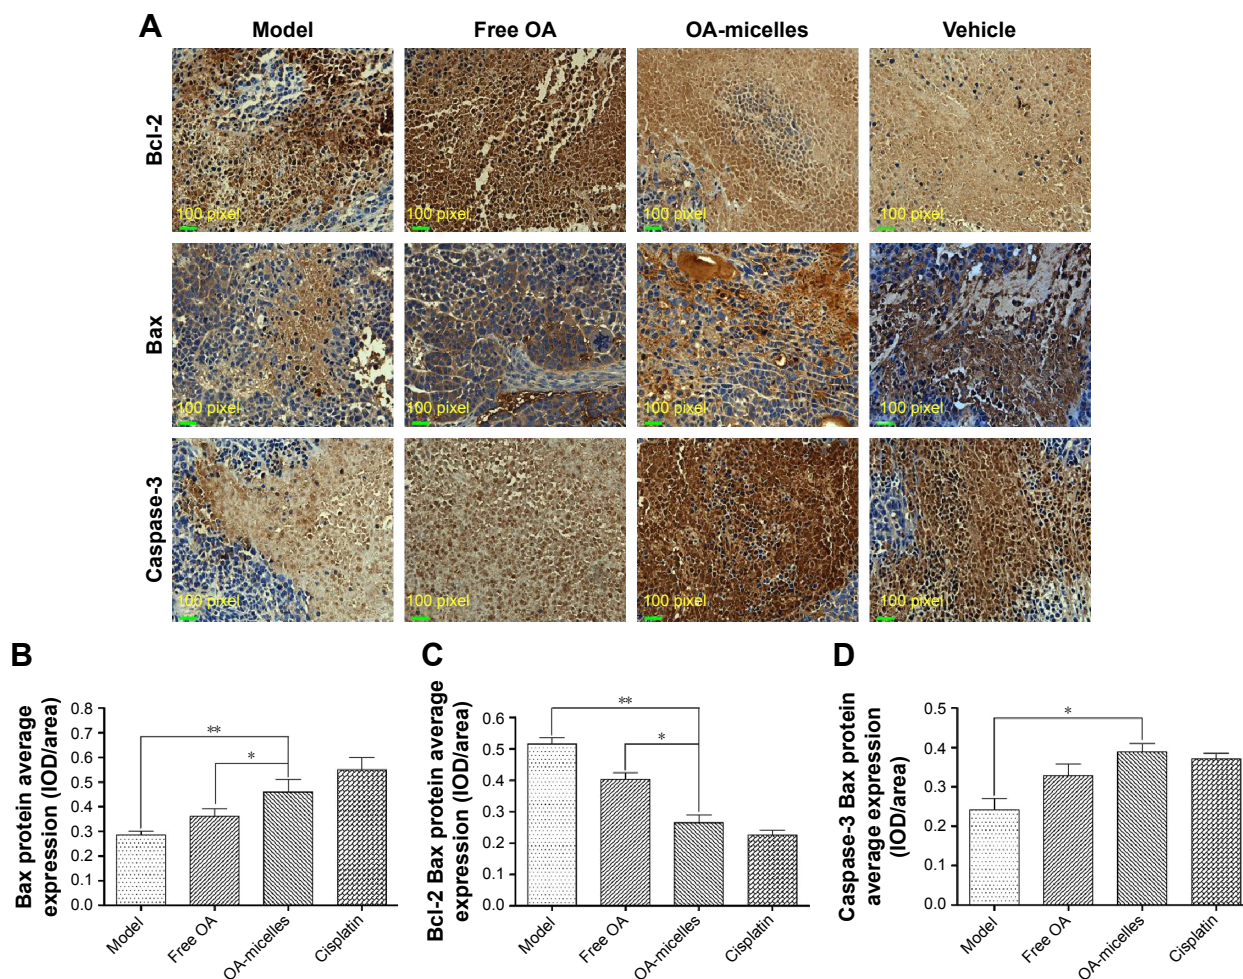 A
Model Free OA OA-micelles Vehicle
Bcl-2
100 pixel 100 pixel 100 pixel 100 pixel
Bax
100 pixel 100 pixel 100 pixel 100 pixel
Caspase-3
100 pixel 100 pixel 100 pixel 100 pixel
B
Bax protein average
expression (IOD/area)
0.8
0.7
0.6
0.5
0.4
0.3
0.2
0.1
0.0
**
*
Model
Free OA
OA-micelles
Cisplatin
C
Bcl-2 Bax protein average
expression (IOD/area)
0.6
0.5
0.4
0.3
0.2
0.1
0.0
**
*
Model
Free OA
OA-micelles
Cisplatin
D
Caspase-3 Bax protein
average expression
(IOD/area)
0.5
0.4
0.3
0.2
0.1
0.0
*
Model
Free OA
OA-micelles
Cisplatin